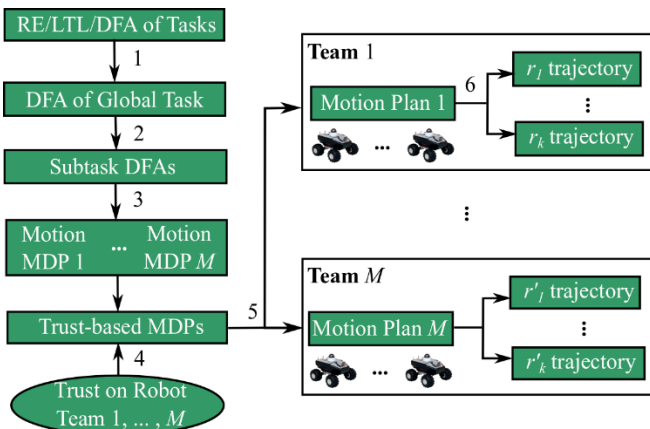 RE/LTL/DFA of Tasks
1
DFA of Global Task
2
Subtask DFAs
3
Motion ... Motion
MDP 1 MDP M
Trust-based MDPs
4
Trust on Robot
Team 1, ... , M
5
Team 1
Motion Plan 1
...
6
r₁ trajectory
⋮
rₖ trajectory
⋮
Team M
Motion Plan M
...
r'₁ trajectory
⋮
r'ₖ trajectory